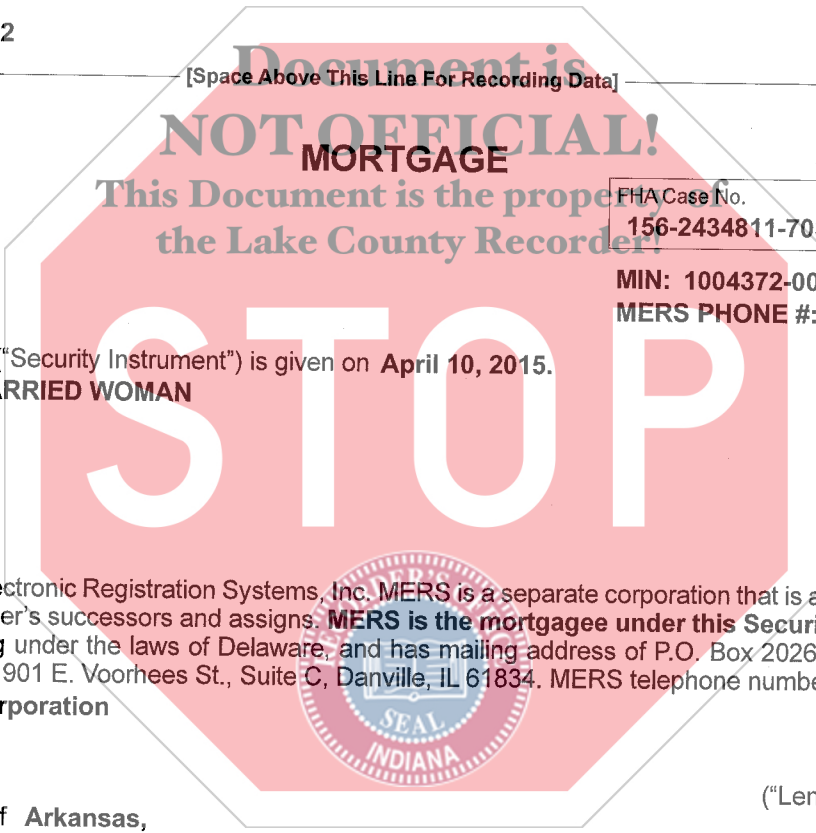 2
Document is
[Space Above This Line For Recording Data]
NOT OFFICIAL!
MORTGAGE
This Document is the property of
FHA Case No.
the Lake County Recorder!
156-2434811-70
MIN: 1004372-00
MERS PHONE #:
("Security Instrument") is given on April 10, 2015.
RRIED WOMAN
STOP
ectronic Registration Systems, Inc. MERS is a separate corporation that is a
er's successors and assigns. MERS is the mortgagee under this Securi
g under the laws of Delaware, and has mailing address of P.O. Box 2026
901 E. Voorhees St., Suite C, Danville, IL 61834. MERS telephone numbe
rporation
SEAL
INDIANA
("Len
f Arkansas,